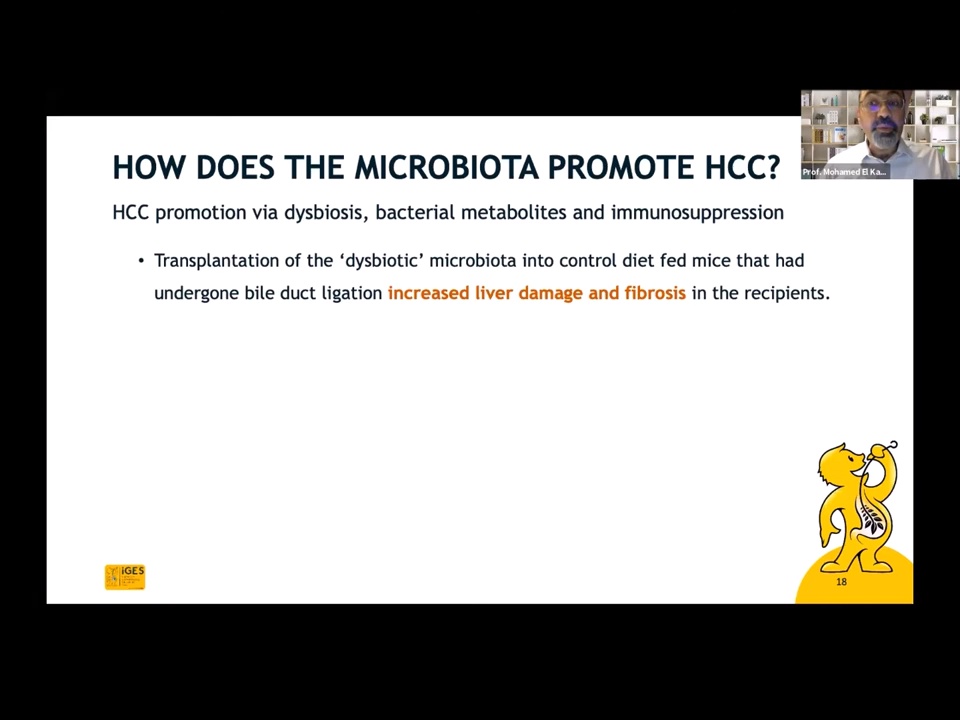 HOW DOES THE MICROBIOTA PROMOTE HCC?
HCC promotion via dysbiosis, bacterial metabolites and immunosuppression
• Transplantation of the ‘dysbiotic’ microbiota into control diet fed mice that had
undergone bile duct ligation increased liver damage and fibrosis in the recipients.
Prof. Mohamed El Ka...
iGES
18